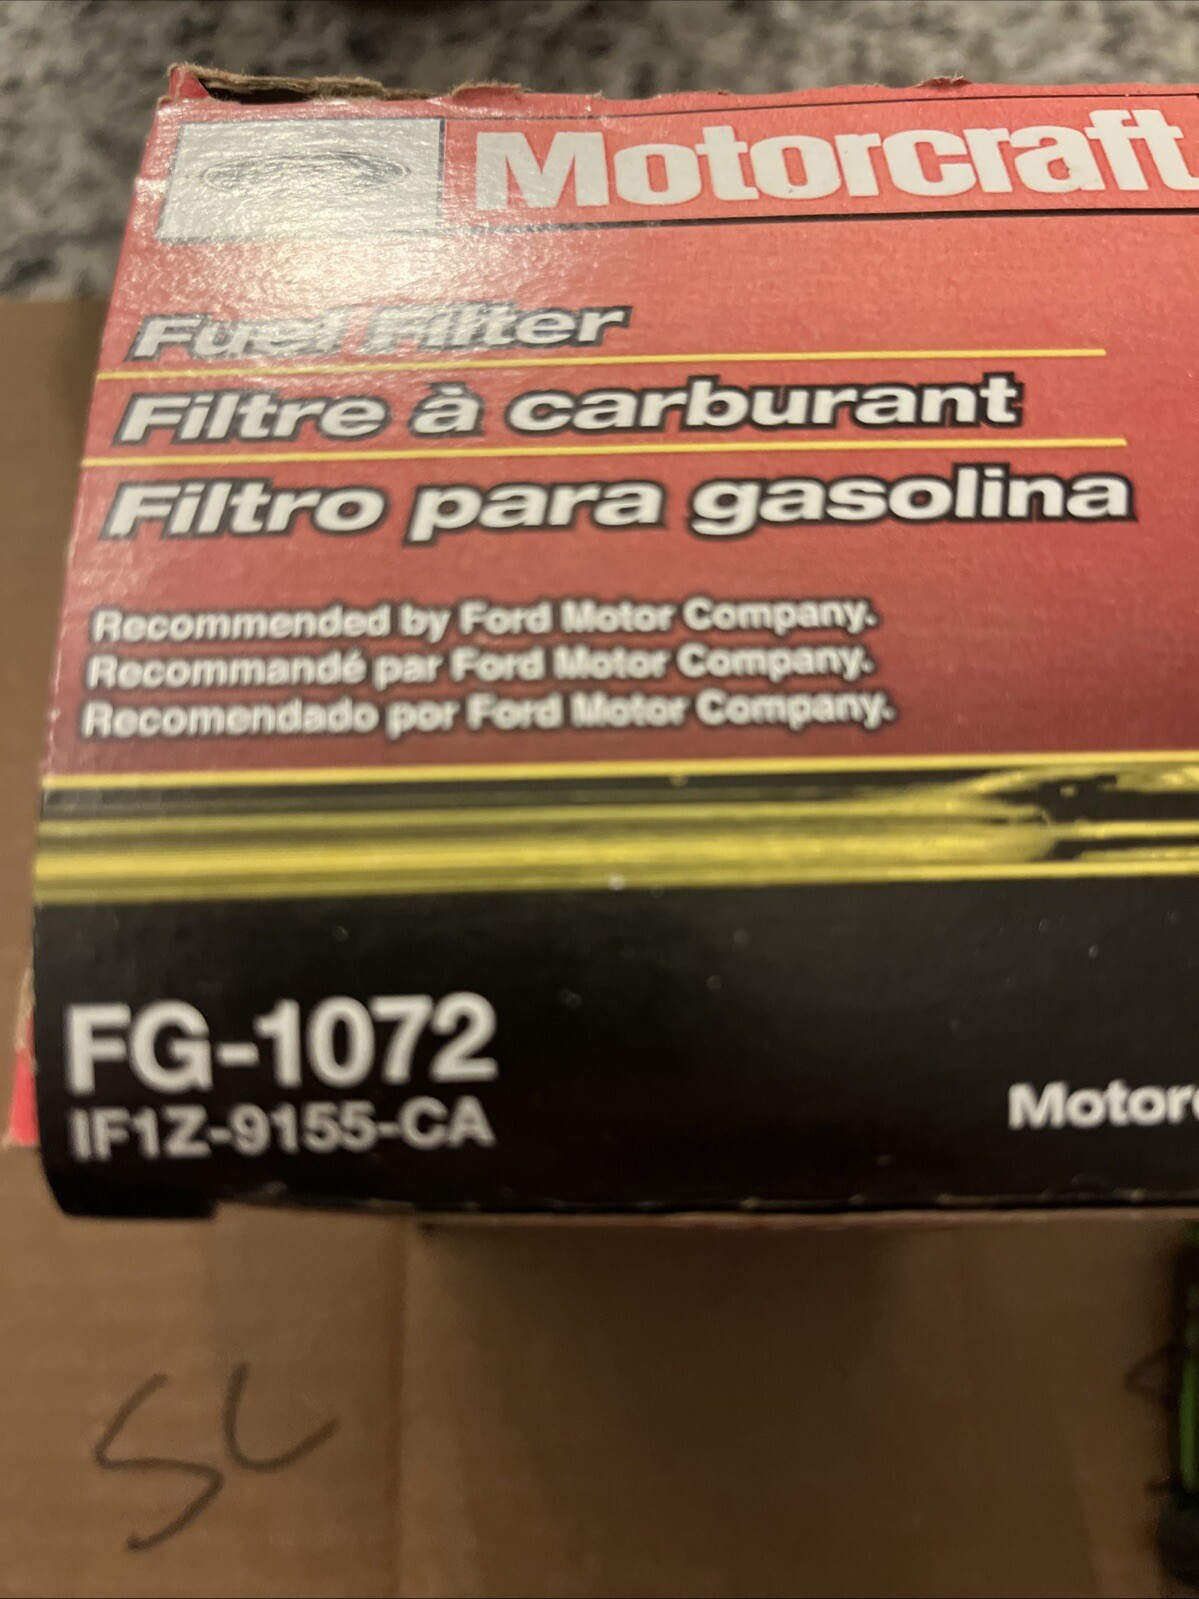 Motorcraft
Fuel Filter
Filtre à carburant
Filtro para gasolina
Recommended by Ford Motor Company.
Recommandé par Ford Motor Company.
Recomendado por Ford Motor Company.
FG-1072
IF1Z-9155-CA
Motorc